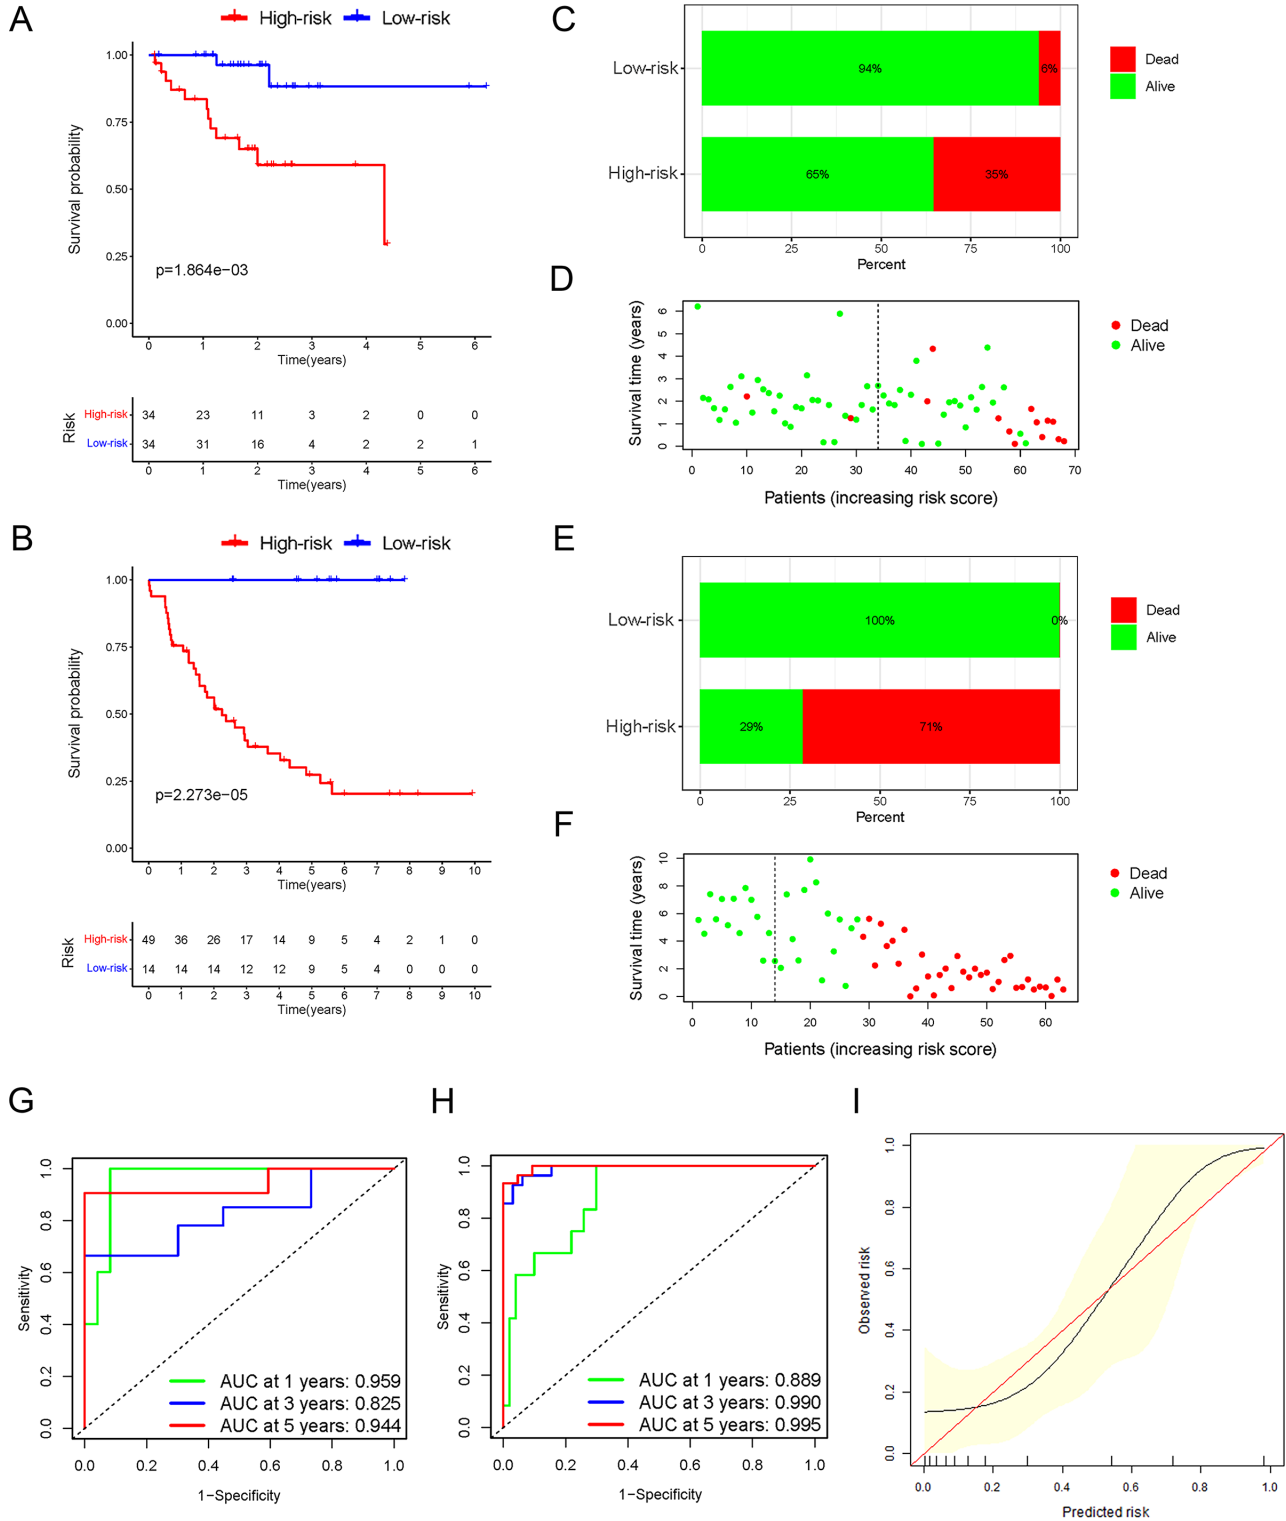 A
High-risk Low-risk
1.00
0.75
0.50
0.25
0.00
Survival probability
p=1.864e−03
0 1 2 3 4 5 6
Time(years)
Risk
High-risk 34 23 11 3 2 0 0
Low-risk 34 31 16 4 2 2 1
0 1 2 3 4 5 6
Time(years)
B
High-risk Low-risk
1.00
0.75
0.50
0.25
0.00
Survival probability
p=2.273e−05
0 1 2 3 4 5 6 7 8 9 10
Time(years)
Risk
High-risk 49 36 26 17 14 9 5 4 2 1 0
Low-risk 14 14 14 12 12 9 5 4 0 0 0
0 1 2 3 4 5 6 7 8 9 10
Time(years)
C
Low-risk 94% 6%
High-risk 65% 35%
0 25 50 75 100
Percent
Dead
Alive
D
Survival time (years)
6
5
4
3
2
1
0
0 10 20 30 40 50 60 70
Patients (increasing risk score)
Dead
Alive
E
Low-risk 100% 0%
High-risk 29% 71%
0 25 50 75 100
Percent
Dead
Alive
F
Survival time (years)
10
8
6
4
2
0
0 10 20 30 40 50 60
Patients (increasing risk score)
Dead
Alive
G
Sensitivity
1.0
0.8
0.6
0.4
0.2
0.0
AUC at 1 years: 0.959
AUC at 3 years: 0.825
AUC at 5 years: 0.944
0.0 0.2 0.4 0.6 0.8 1.0
1−Specificity
H
Sensitivity
1.0
0.8
0.6
0.4
0.2
0.0
AUC at 1 years: 0.889
AUC at 3 years: 0.990
AUC at 5 years: 0.995
0.0 0.2 0.4 0.6 0.8 1.0
1−Specificity
I
Observed risk
1.0
0.8
0.6
0.4
0.2
0.0
0.0 0.2 0.4 0.6 0.8 1.0
Predicted risk